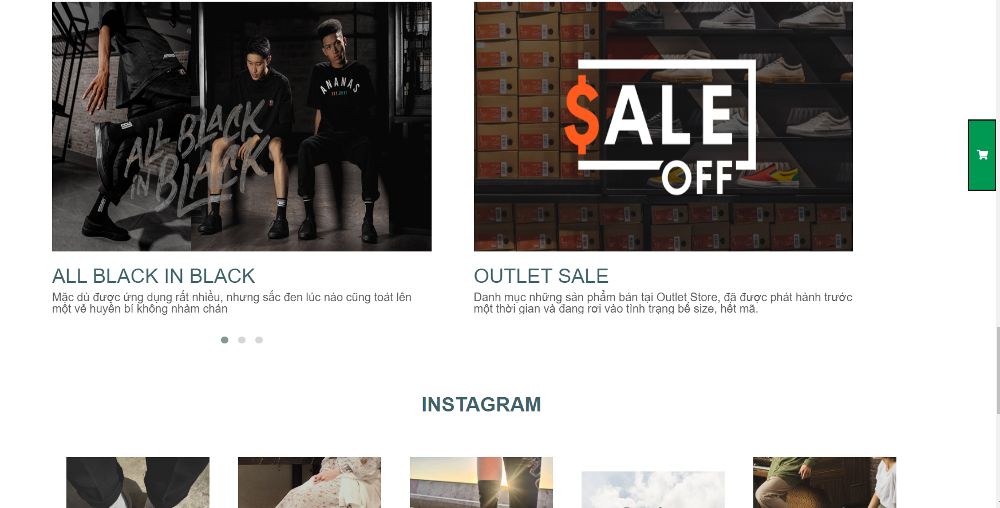 ANANAS
EST.2017
ALL BLACK
IN BLACK
$ALE
OFF
ALL BLACK IN BLACK
Mặc dù được ứng dụng rất nhiều, nhưng sắc đen lúc nào cũng toát lên
một vẻ huyền bí không nhàm chán
OUTLET SALE
Danh mục những sản phẩm bán tại Outlet Store, đã được phát hành trước
một thời gian và đang rơi vào tình trạng bể size, hết mã.
INSTAGRAM